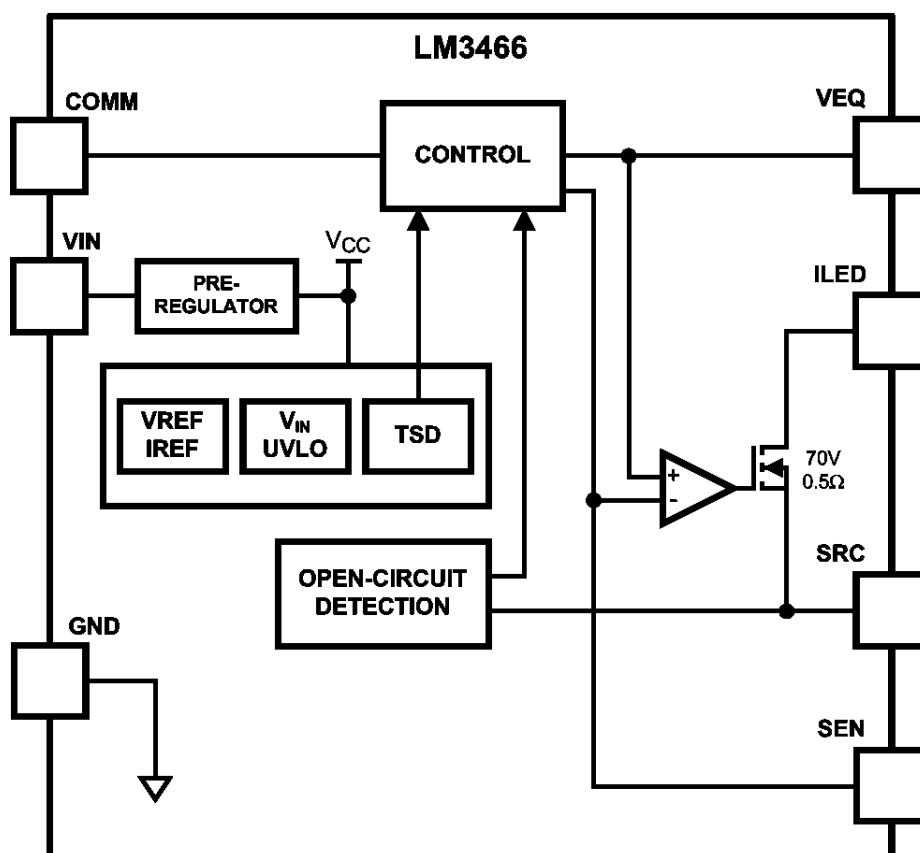 LM3466
COMM
VEQ
CONTROL
VIN
VCC
ILED
PRE-
REGULATOR
VREF
IREF
VIN
UVLO
TSD
+
-
70V
0.5Ω
OPEN-CIRCUIT
DETECTION
SRC
GND
SEN